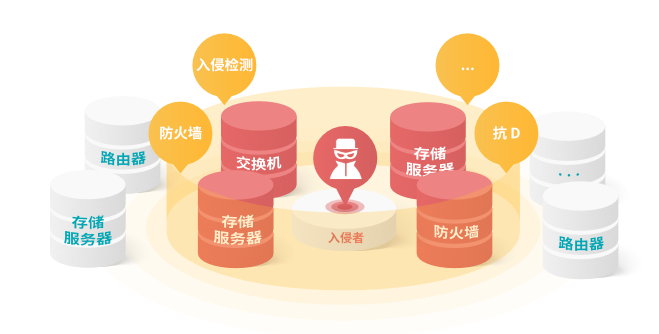 入侵检测
...
防火墙
抗 D
路由器
交换机
存储
服务器
...
存储
服务器
存储
服务器
入侵者
防火墙
路由器